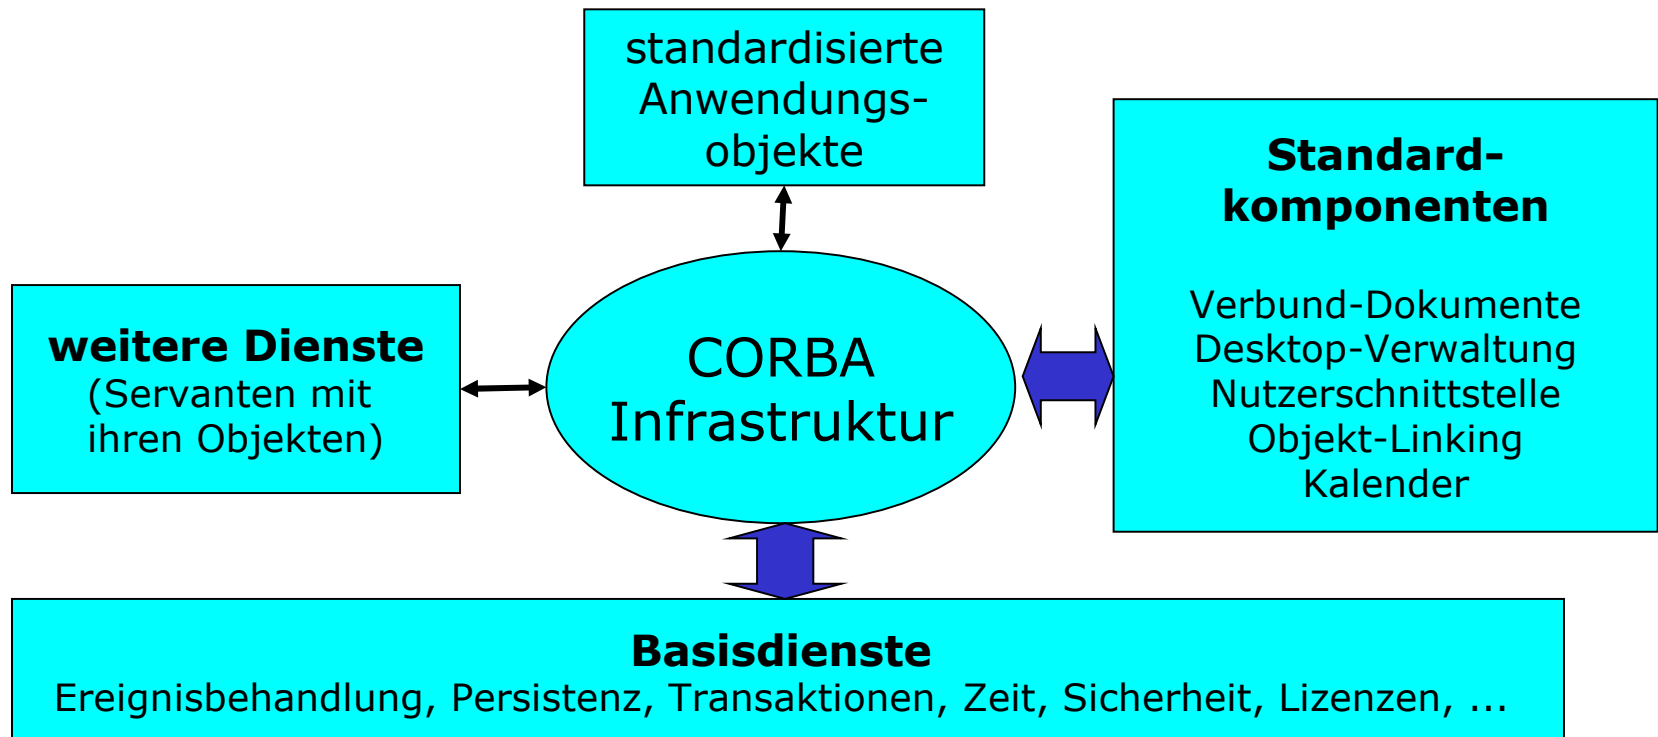 standardisierte
Anwendungs-
objekte
Standard-
komponenten
Verbund-Dokumente
Desktop-Verwaltung
Nutzerschnittstelle
Objekt-Linking
Kalender
weitere Dienste
(Servanten mit
ihren Objekten)
CORBA
Infrastruktur
Basisdienste
Ereignisbehandlung, Persistenz, Transaktionen, Zeit, Sicherheit, Lizenzen, ...